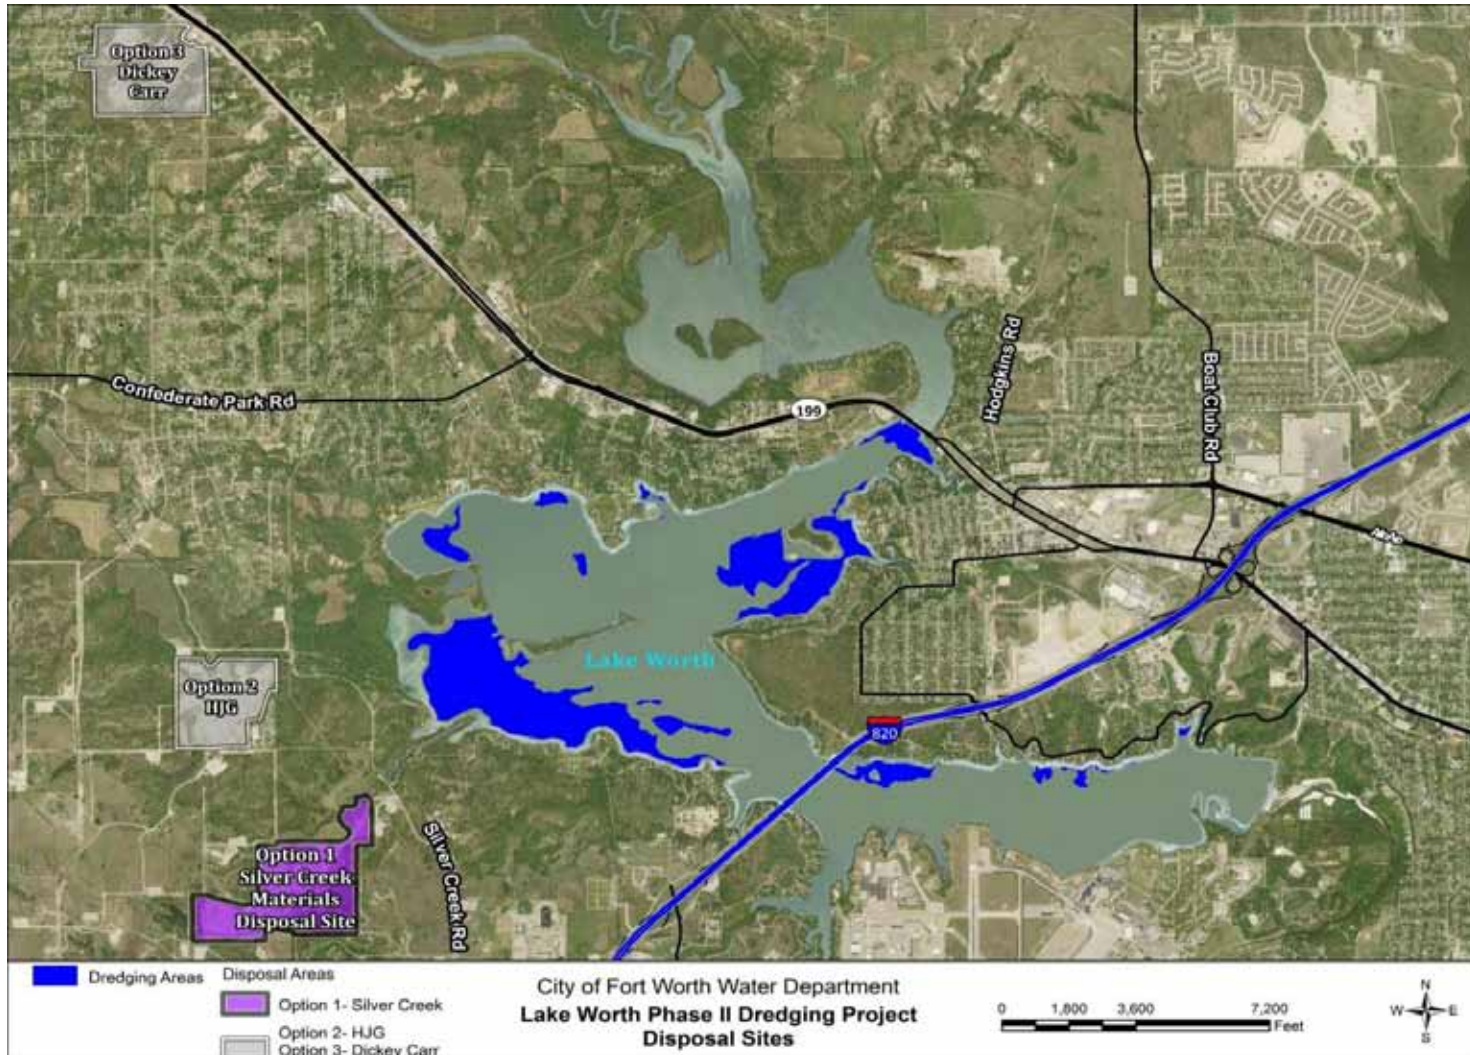 Option 3
Dickey
Carr
Confederate Park Rd
199
Hodgkins Rd
Boat Club Rd
Lake Worth
Option 2
HJG
820
Option 1
Silver Creek
Materials
Disposal Site
Silver Creek Rd
Dredging Areas
Disposal Areas
Option 1- Silver Creek
Option 2- HJG
Option 3- Dickey Carr
City of Fort Worth Water Department
Lake Worth Phase II Dredging Project
Disposal Sites
0 1,800 3,600 7,200
Feet
N
W E
S